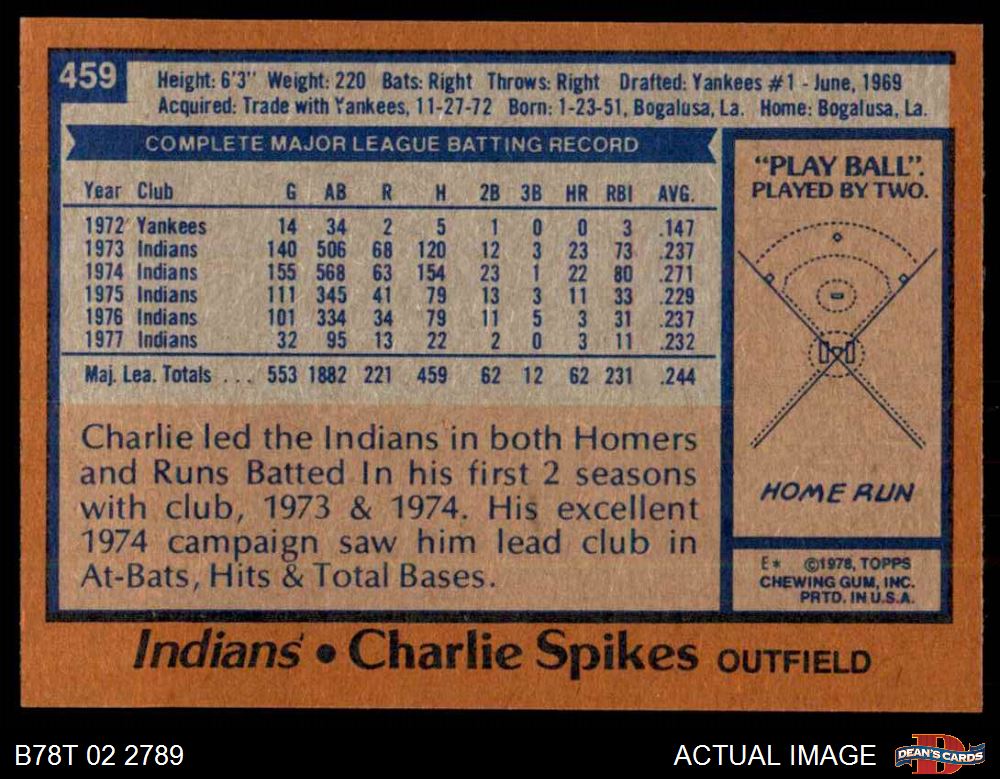 459
Height: 6'3" Weight: 220 Bats: Right Throws: Right Drafted: Yankees #1 - June, 1969
Acquired: Trade with Yankees, 11-27-72 Born: 1-23-51, Bogalusa, La. Home: Bogalusa, La.
COMPLETE MAJOR LEAGUE BATTING RECORD
Year Club G AB R H 2B 3B HR RBI AVG.
1972 Yankees 14 34 2 5 1 0 0 3 .147
1973 Indians 140 506 68 120 12 3 23 73 .237
1974 Indians 155 568 63 154 23 1 22 80 .271
1975 Indians 111 345 41 79 13 3 11 33 .229
1976 Indians 101 334 34 79 11 5 3 31 .237
1977 Indians 32 95 13 22 2 0 3 11 .232
Maj. Lea. Totals ... 553 1882 221 459 62 12 62 231 .244
Charlie led the Indians in both Homers
and Runs Batted In his first 2 seasons
with club, 1973 & 1974. His excellent
1974 campaign saw him lead club in
At-Bats, Hits & Total Bases.
"PLAY BALL".
PLAYED BY TWO.
HOME RUN
E* ©1978, TOPPS
CHEWING GUM, INC.
PRTD. IN U.S.A.
Indians • Charlie Spikes OUTFIELD
B78T 02 2789
ACTUAL IMAGE
DEAN'S CARDS